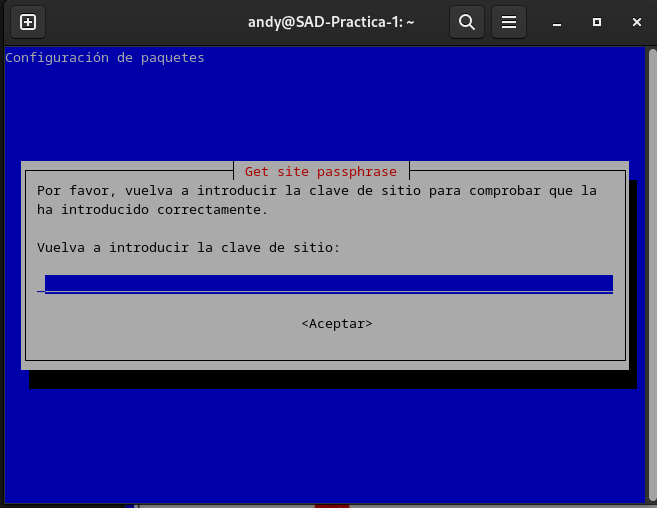 andy@SAD-Practica-1: ~
Configuración de paquetes
Get site passphrase
Por favor, vuelva a introducir la clave de sitio para comprobar que la
ha introducido correctamente.
Vuelva a introducir la clave de sitio:
<Aceptar>